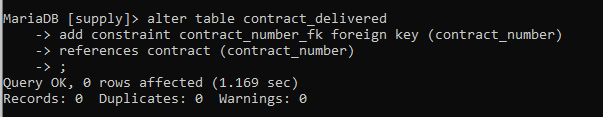 MariaDB [supply]> alter table contract_delivered
-> add constraint contract_number_fk foreign key (contract_number)
-> references contract (contract_number)
-> ;
Query OK, 0 rows affected (1.169 sec)
Records: 0  Duplicates: 0  Warnings: 0